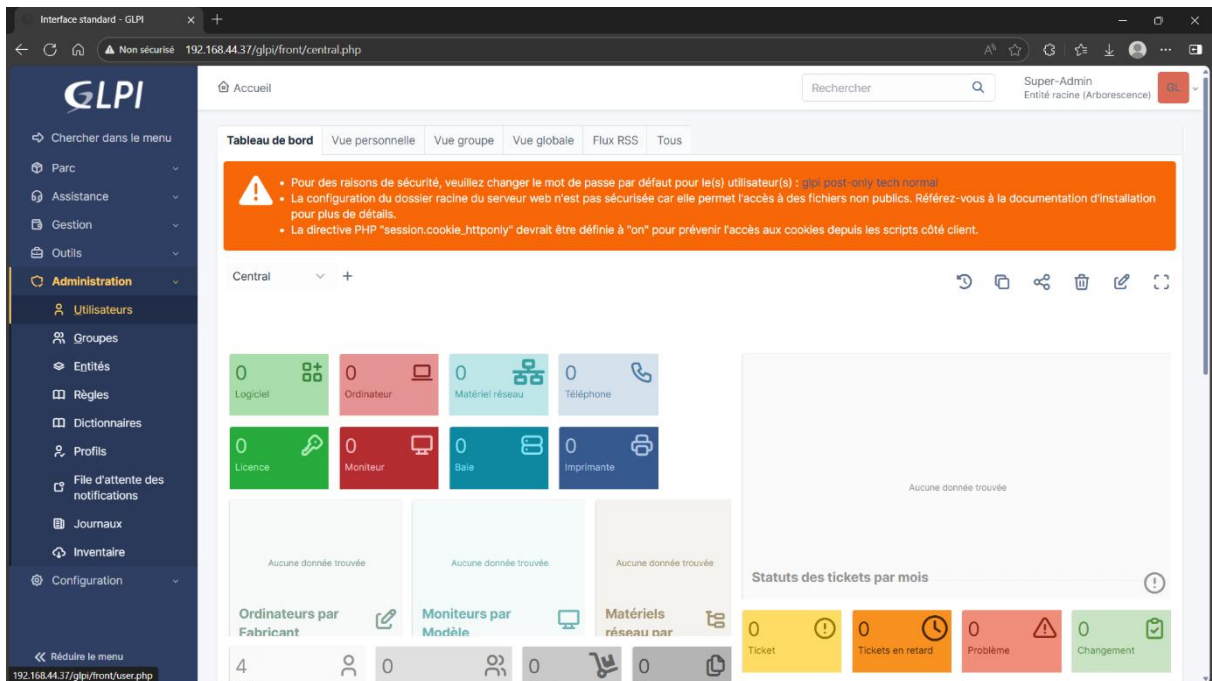 Interface standard - GLPI
Non sécurisé 192.168.44.37/glpi/front/central.php
GLPI
Accueil
Rechercher
Super-Admin
Entité racine (Arborescence)
GL
Chercher dans le menu
Parc
Assistance
Gestion
Outils
Administration
Utilisateurs
Groupes
Entités
Règles
Dictionnaires
Profils
File d'attente des
notifications
Journaux
Inventaire
Configuration
Réduire le menu
192.168.44.37/glpi/front/user.php
Tableau de bord Vue personnelle Vue groupe Vue globale Flux RSS Tous
• Pour des raisons de sécurité, veuillez changer le mot de passe par défaut pour le(s) utilisateur(s) : glpi post-only tech normal
• La configuration du dossier racine du serveur web n'est pas sécurisée car elle permet l'accès à des fichiers non publics. Référez-vous à la documentation d'installation
pour plus de détails.
• La directive PHP "session.cookie_httponly" devrait être définie à "on" pour prévenir l'accès aux cookies depuis les scripts côté client.
Central
0
Logiciel
0
Ordinateur
0
Matériel réseau
0
Téléphone
0
Licence
0
Moniteur
0
Baie
0
Imprimante
Aucune donnée trouvée
Statuts des tickets par mois
Aucune donnée trouvée
Ordinateurs par
Fabricant
Aucune donnée trouvée
Moniteurs par
Modèle
Aucune donnée trouvée
Matériels
réseau par
0
Ticket
0
Tickets en retard
0
Problème
0
Changement
4
0
0
0